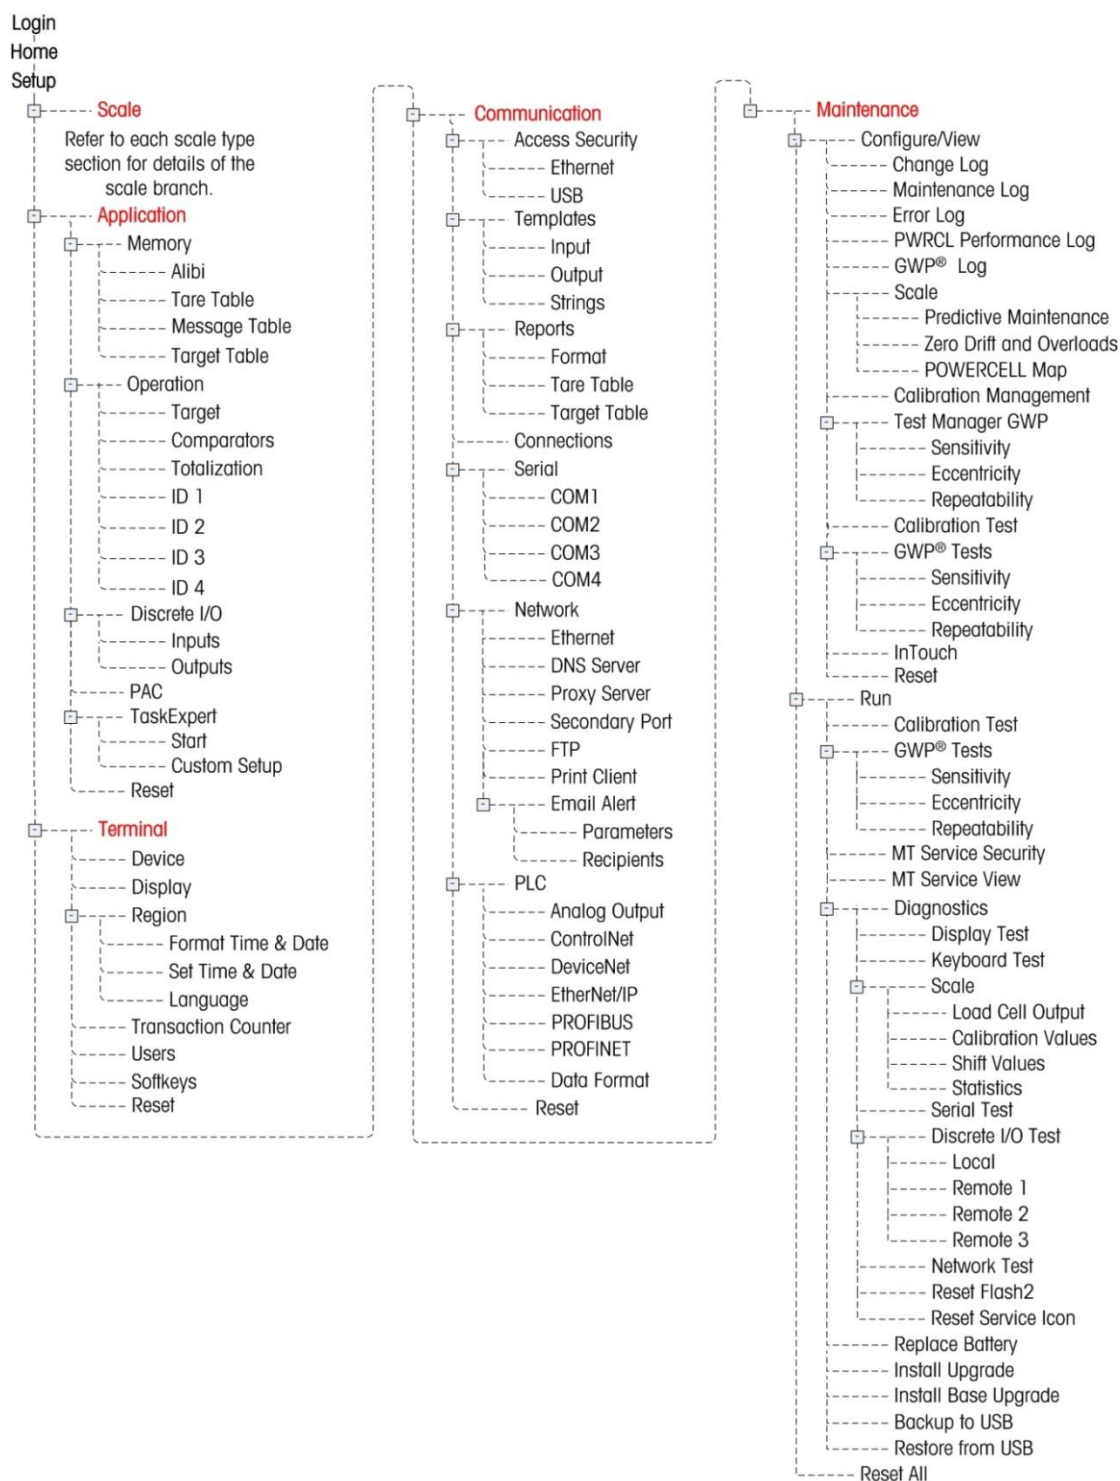 Login
Home
Setup
Scale
Refer to each scale type
section for details of the
scale branch.
Application
Memory
Alibi
Tare Table
Message Table
Target Table
Operation
Target
Comparators
Totalization
ID 1
ID 2
ID 3
ID 4
Discrete I/O
Inputs
Outputs
PAC
TaskExpert
Start
Custom Setup
Reset
Terminal
Device
Display
Region
Format Time & Date
Set Time & Date
Language
Transaction Counter
Users
Softkeys
Reset
Communication
Access Security
Ethernet
USB
Templates
Input
Output
Strings
Reports
Format
Tare Table
Target Table
Connections
Serial
COM1
COM2
COM3
COM4
Network
Ethernet
DNS Server
Proxy Server
Secondary Port
FTP
Print Client
Email Alert
Parameters
Recipients
PLC
Analog Output
ControlNet
DeviceNet
EtherNet/IP
PROFIBUS
PROFINET
Data Format
Reset
Maintenance
Configure/View
Change Log
Maintenance Log
Error Log
PWRCL Performance Log
GWP® Log
Scale
Predictive Maintenance
Zero Drift and Overloads
POWERCELL Map
Calibration Management
Test Manager GWP
Sensitivity
Eccentricity
Repeatability
Calibration Test
GWP® Tests
Sensitivity
Eccentricity
Repeatability
InTouch
Reset
Run
Calibration Test
GWP® Tests
Sensitivity
Eccentricity
Repeatability
MT Service Security
MT Service View
Diagnostics
Display Test
Keyboard Test
Scale
Load Cell Output
Calibration Values
Shift Values
Statistics
Serial Test
Discrete I/O Test
Local
Remote 1
Remote 2
Remote 3
Network Test
Reset Flash2
Reset Service Icon
Replace Battery
Install Upgrade
Install Base Upgrade
Backup to USB
Restore from USB
Reset All